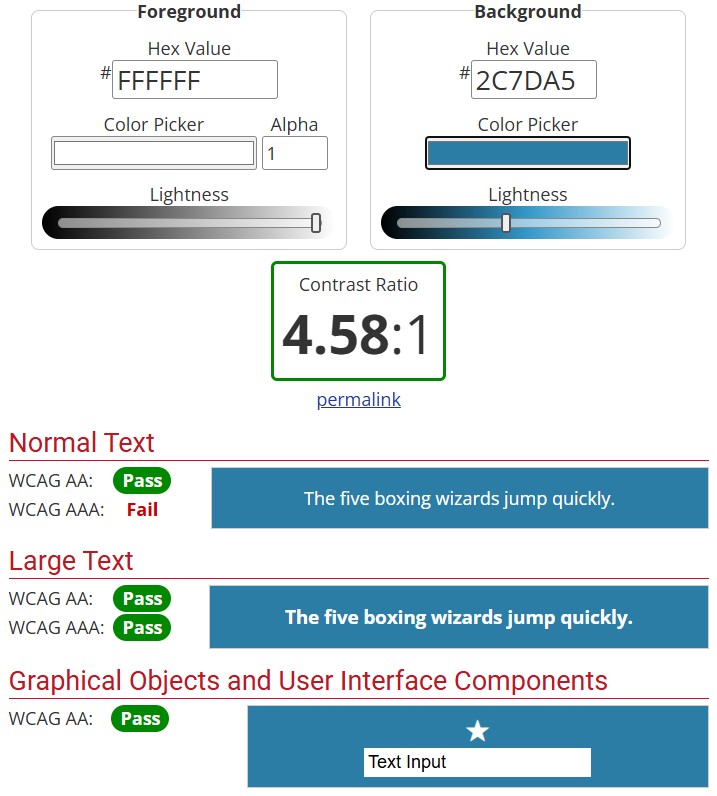 Foreground
Background
Hex Value
Hex Value
# FFFFFF
# 2C7DA5
Color Picker
Alpha
Color Picker
1
Lightness
Lightness
Contrast Ratio
4.58:1
permalink
Normal Text
WCAG AA: Pass
WCAG AAA: Fail
The five boxing wizards jump quickly.
Large Text
WCAG AA: Pass
WCAG AAA: Pass
The five boxing wizards jump quickly.
Graphical Objects and User Interface Components
WCAG AA: Pass
Text Input